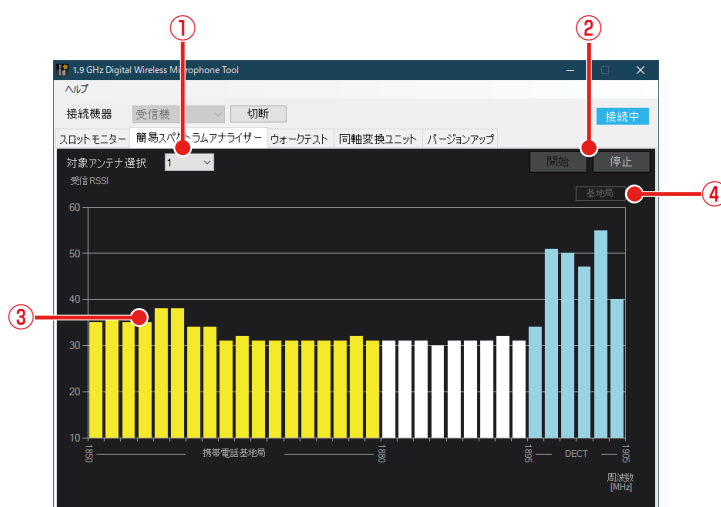 ① ②
1.9 GHz Digital Wireless Microphone Tool
ヘルプ
接続機器 受信機 切断 接続中
スロットモニター 簡易スペクトラムアナライザー ウォークテスト 同軸変換ユニット バージョンアップ
対象アンテナ選択 1 開始 停止
受信RSSI
基地局 ④
60
50
40
③
30
20
10
1850 携帯電話基地局 1880 1895 DECT 1905
周波数
[MHz]